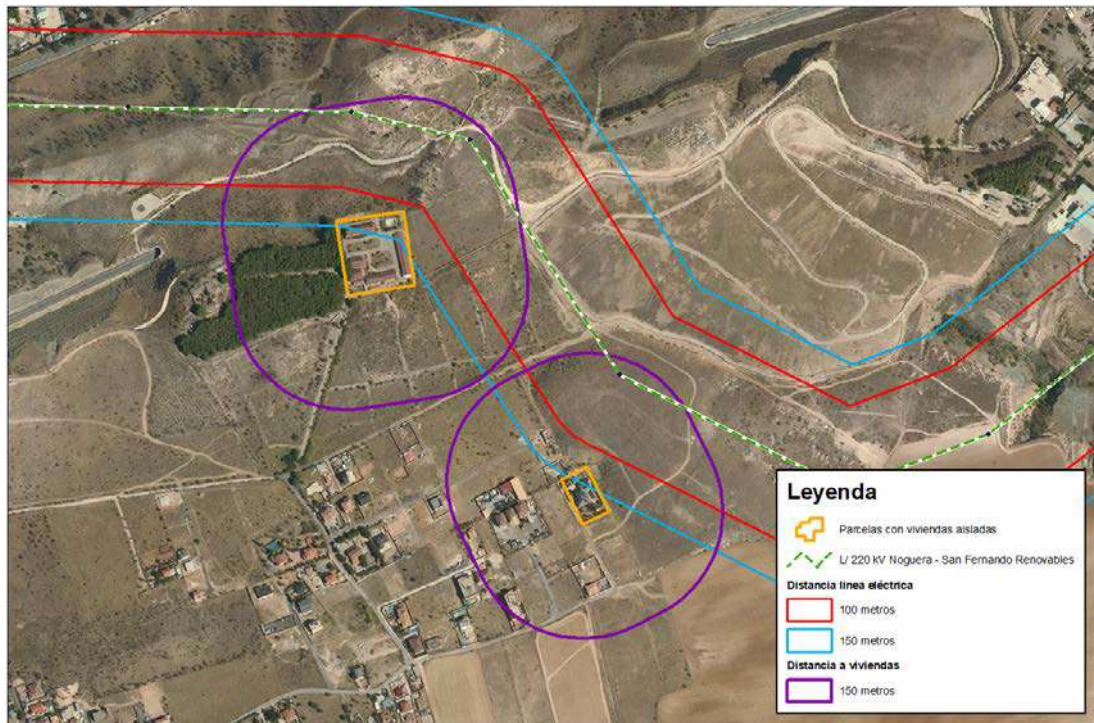 Leyenda
Parcelas con viviendas aisladas
L/ 220 kV Noguera - San Fernando Renovables
Distancia línea eléctrica
100 metros
150 metros
Distancia a viviendas
150 metros